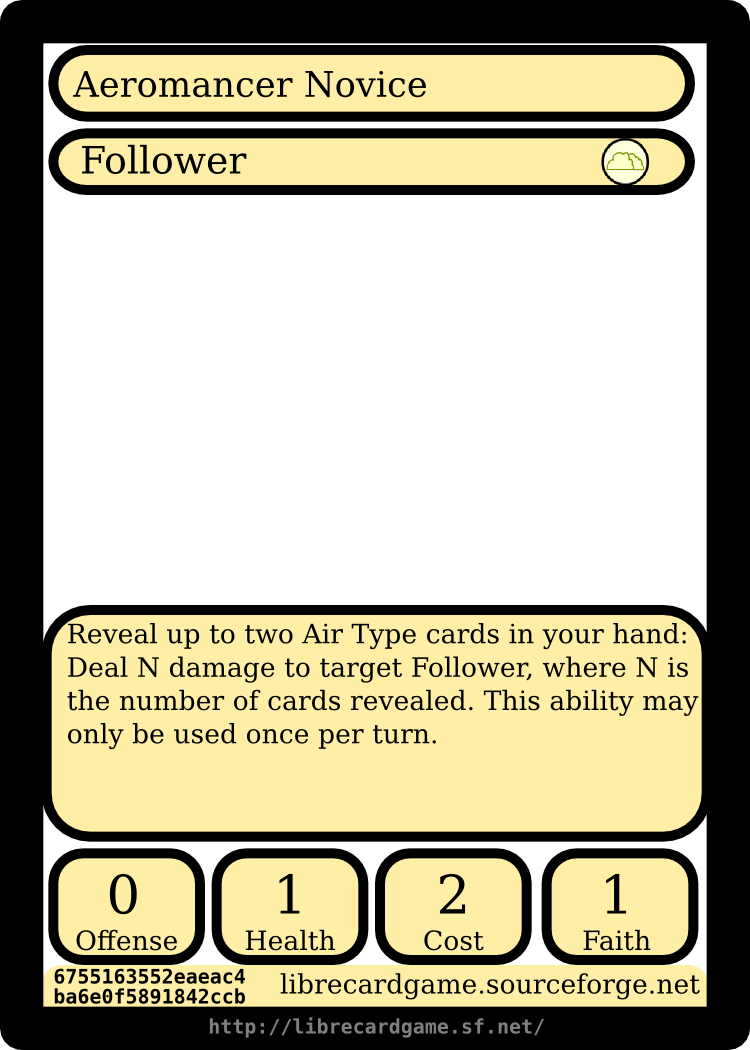 Aeromancer Novice
Follower
Reveal up to two Air Type cards in your hand:
Deal N damage to target Follower, where N is
the number of cards revealed. This ability may
only be used once per turn.
0 1 2 1
Offense Health Cost Faith
6755163552eaeac4
ba6e0f5891842ccb
librecardgame.sourceforge.net
http://librecardgame.sf.net/